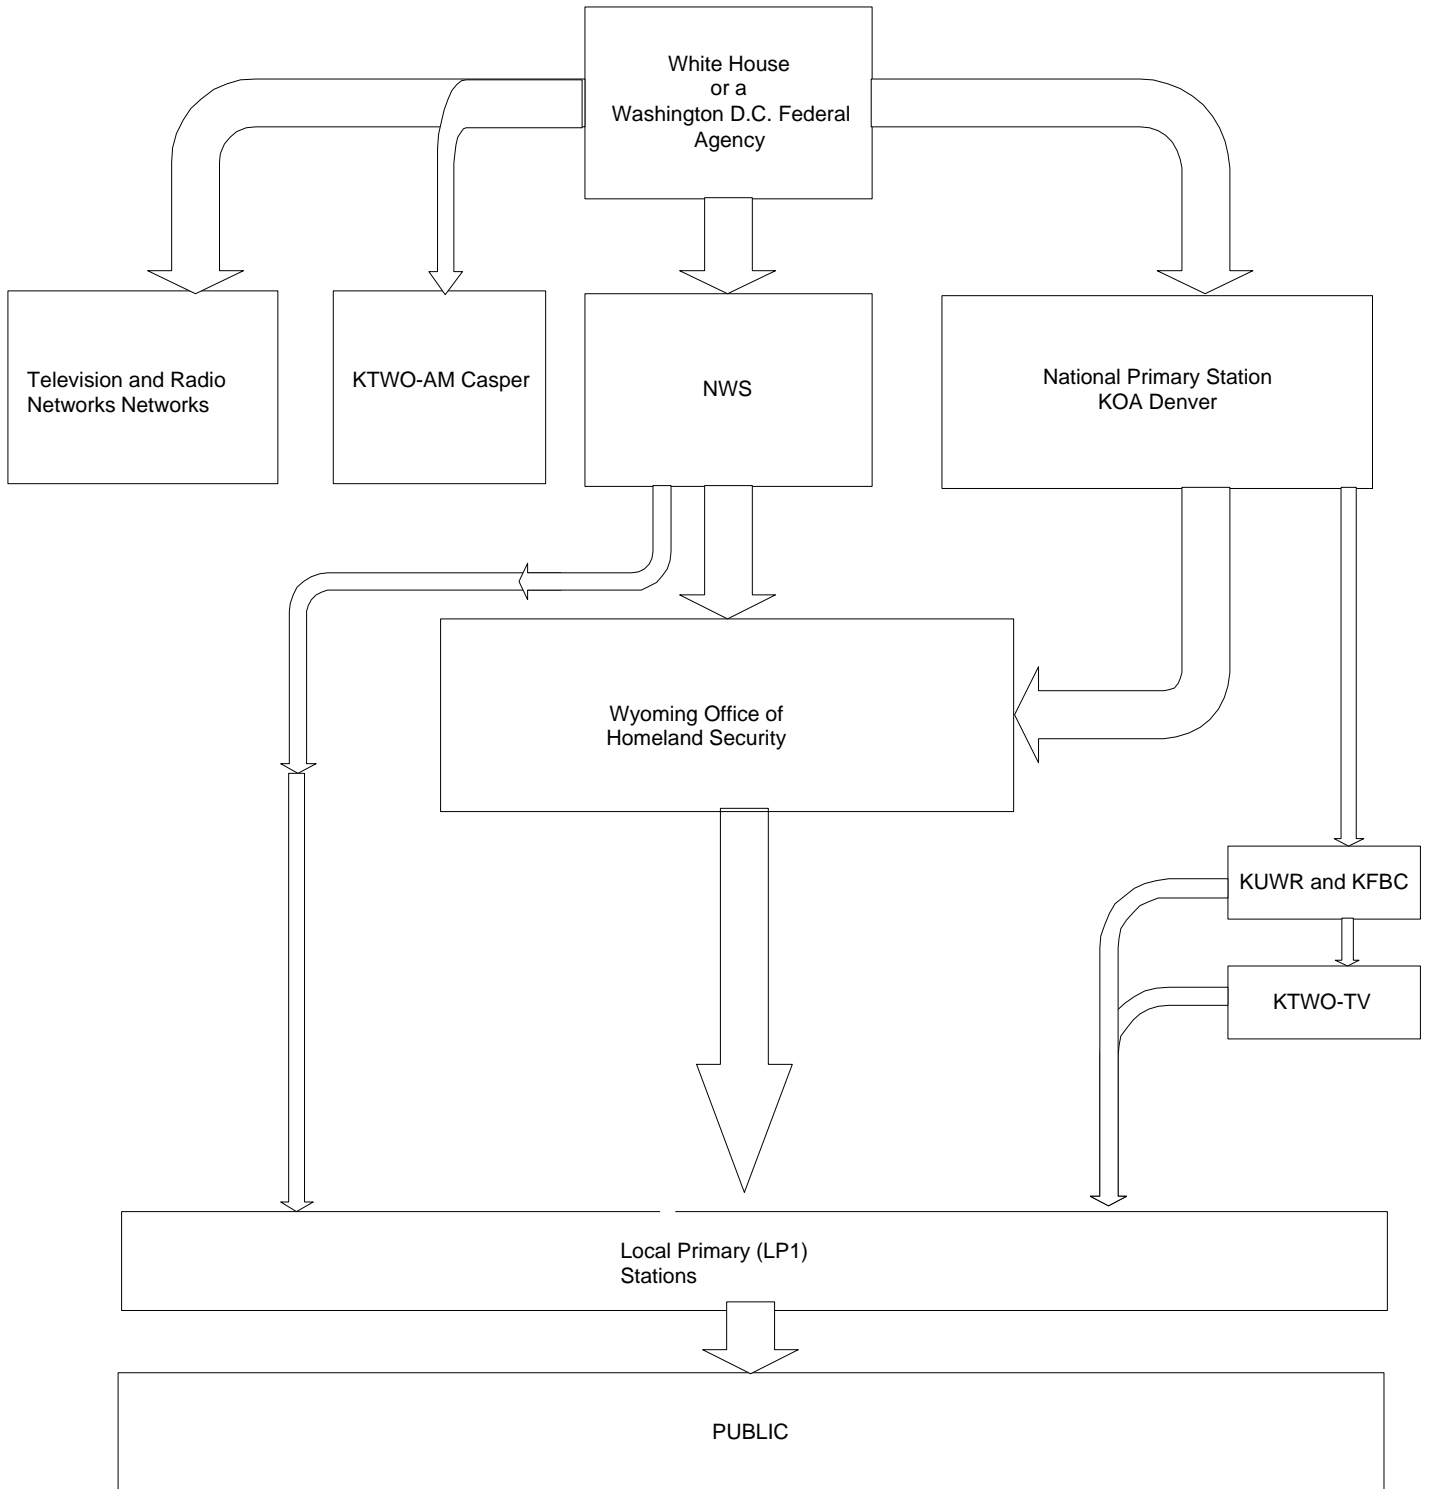 White House
or a
Washington D.C. Federal
Agency
Television and Radio
Networks Networks
KTWO-AM Casper
NWS
National Primary Station
KOA Denver
Wyoming Office of
Homeland Security
KUWR and KFBC
KTWO-TV
Local Primary (LP1)
Stations
PUBLIC